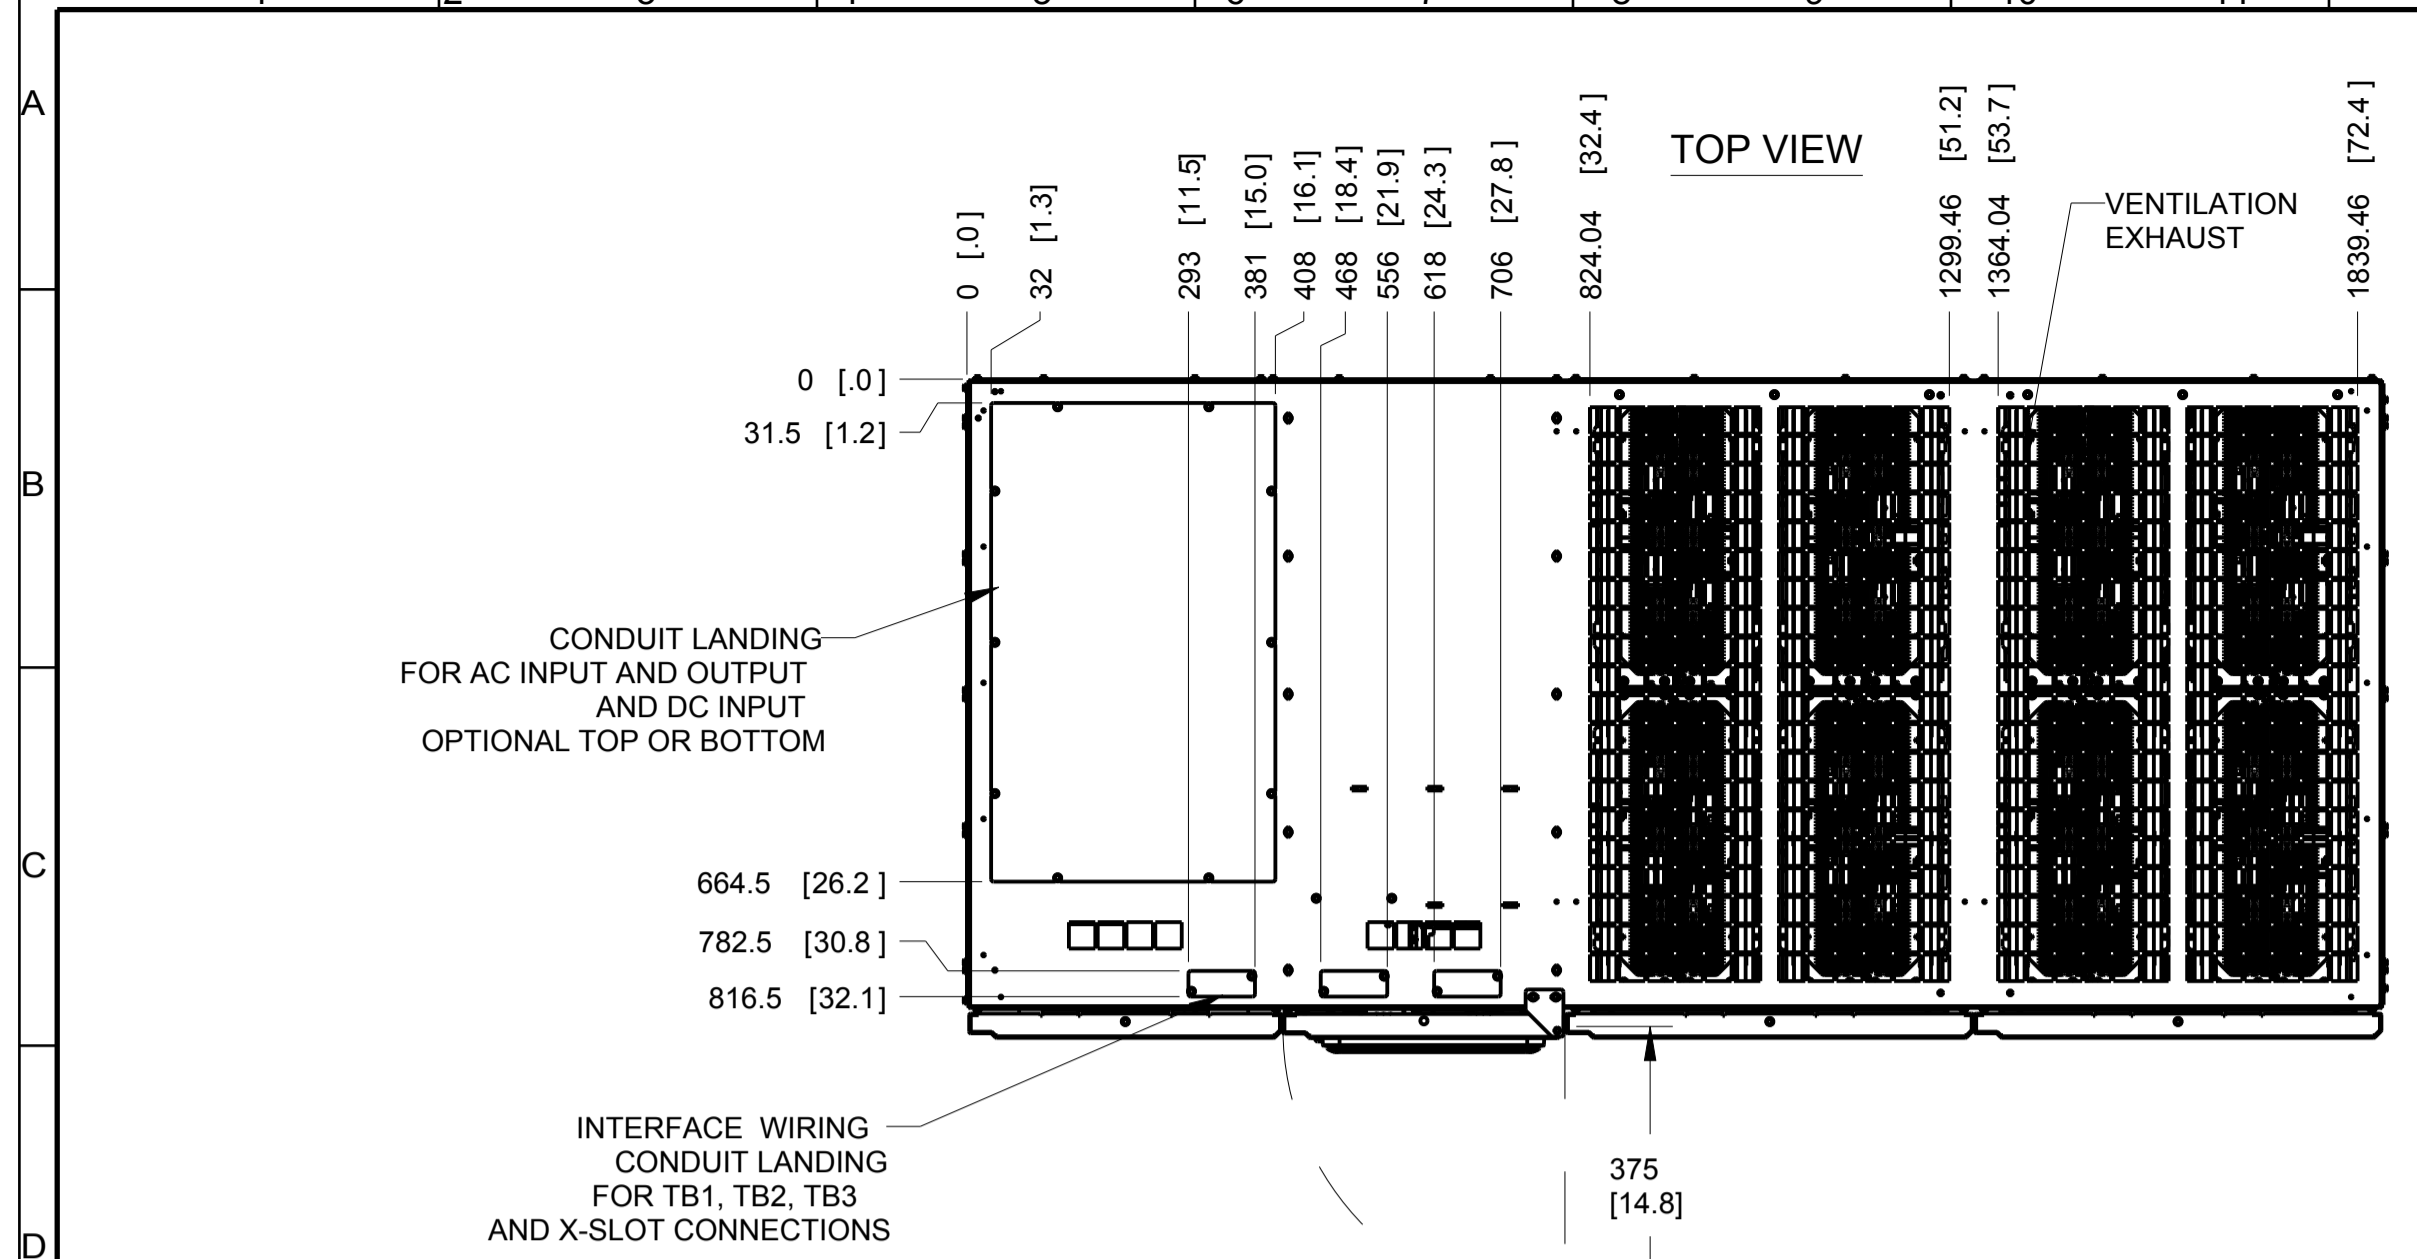 A
B
C
D
TOP VIEW
0 [.0]
32 [1.3]
293 [11.5]
381 [15.0]
408 [16.1]
468 [18.4]
556 [21.9]
618 [24.3 ]
706 [27.8 ]
824.04 [32.4 ]
1299.46 [51.2]
1364.04 [53.7 ]
1839.46 [72.4 ]
VENTILATION
EXHAUST
0 [.0]
31.5 [1.2]
CONDUIT LANDING
FOR AC INPUT AND OUTPUT
AND DC INPUT
OPTIONAL TOP OR BOTTOM
664.5 [26.2 ]
782.5 [30.8 ]
816.5 [32.1]
INTERFACE WIRING
CONDUIT LANDING
FOR TB1, TB2, TB3
AND X-SLOT CONNECTIONS
375
[14.8]